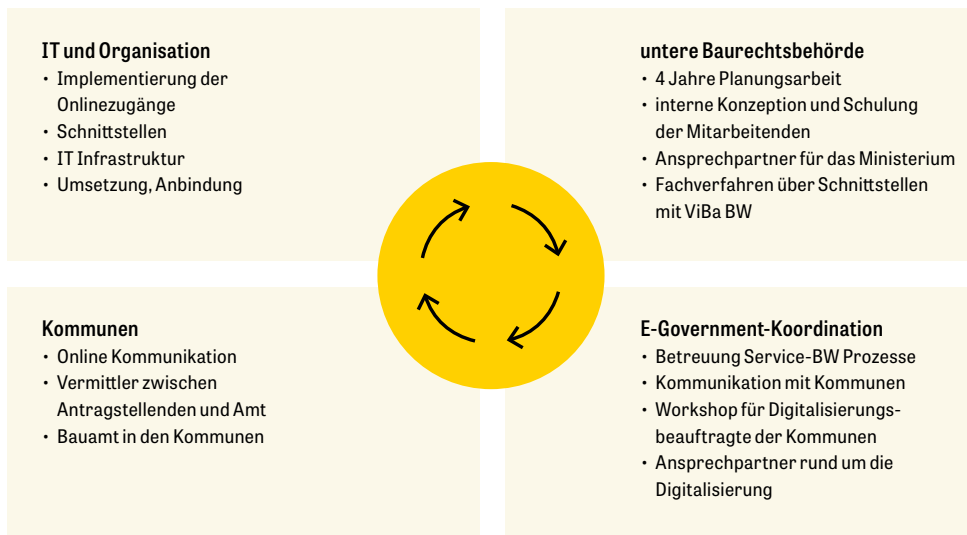 IT und Organisation
• Implementierung der
Onlinezugänge
• Schnittstellen
• IT Infrastruktur
• Umsetzung, Anbindung
untere Baurechtsbehörde
• 4 Jahre Planungsarbeit
• interne Konzeption und Schulung
der Mitarbeitenden
• Ansprechpartner für das Ministerium
• Fachverfahren über Schnittstellen
mit ViBa BW
Kommunen
• Online Kommunikation
• Vermittler zwischen
Antragstellenden und Amt
• Bauamt in den Kommunen
E-Government-Koordination
• Betreuung Service-BW Prozesse
• Kommunikation mit Kommunen
• Workshop für Digitalisierungs-
beauftragte der Kommunen
• Ansprechpartner rund um die
Digitalisierung